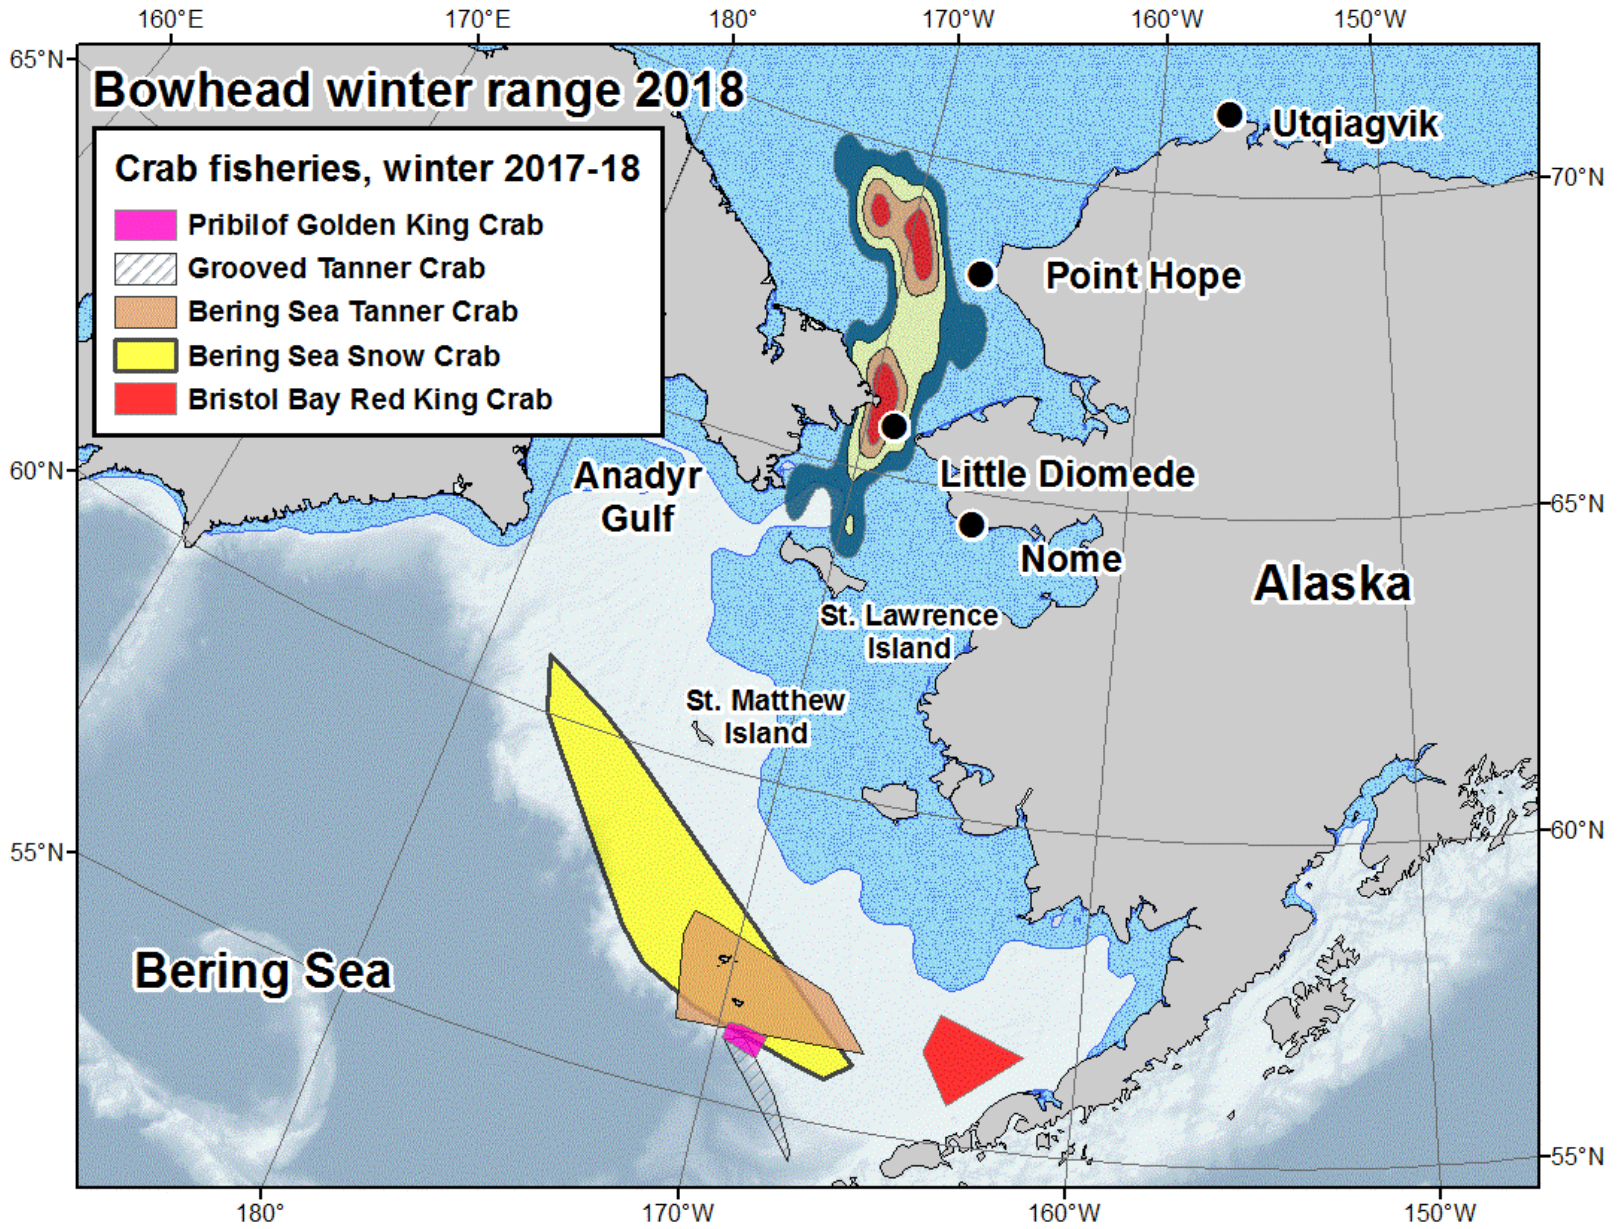 160°E 170°E 180° 170°W 160°W 150°W
65°N
Bowhead winter range 2018
Crab fisheries, winter 2017-18
Pribilof Golden King Crab
Grooved Tanner Crab
Bering Sea Tanner Crab
Bering Sea Snow Crab
Bristol Bay Red King Crab
Utqiagvik
70°N
Point Hope
60°N
Anadyr
Gulf
Little Diomede
65°N
Nome
Alaska
St. Lawrence
Island
St. Matthew
Island
60°N
55°N
Bering Sea
55°N
180° 170°W 160°W 150°W